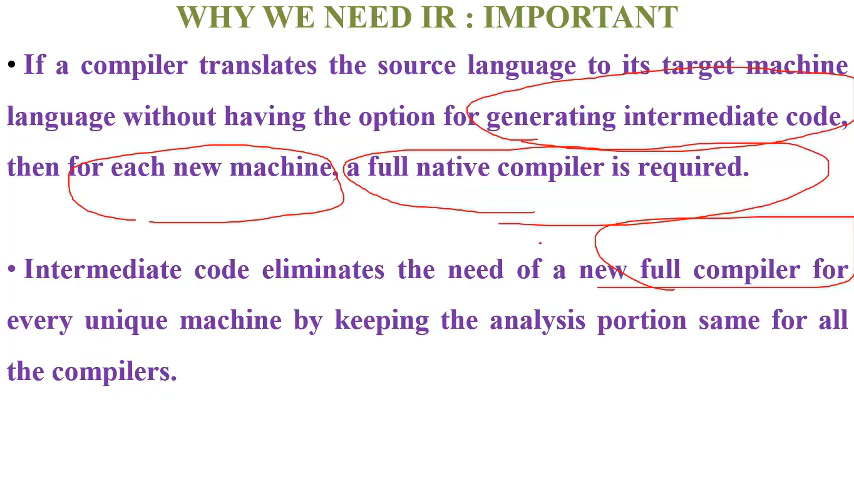 WHY WE NEED IR : IMPORTANT
• If a compiler translates the source language to its target machine
language without having the option for generating intermediate code,
then for each new machine, a full native compiler is required.
• Intermediate code eliminates the need of a new full compiler for
every unique machine by keeping the analysis portion same for all
the compilers.